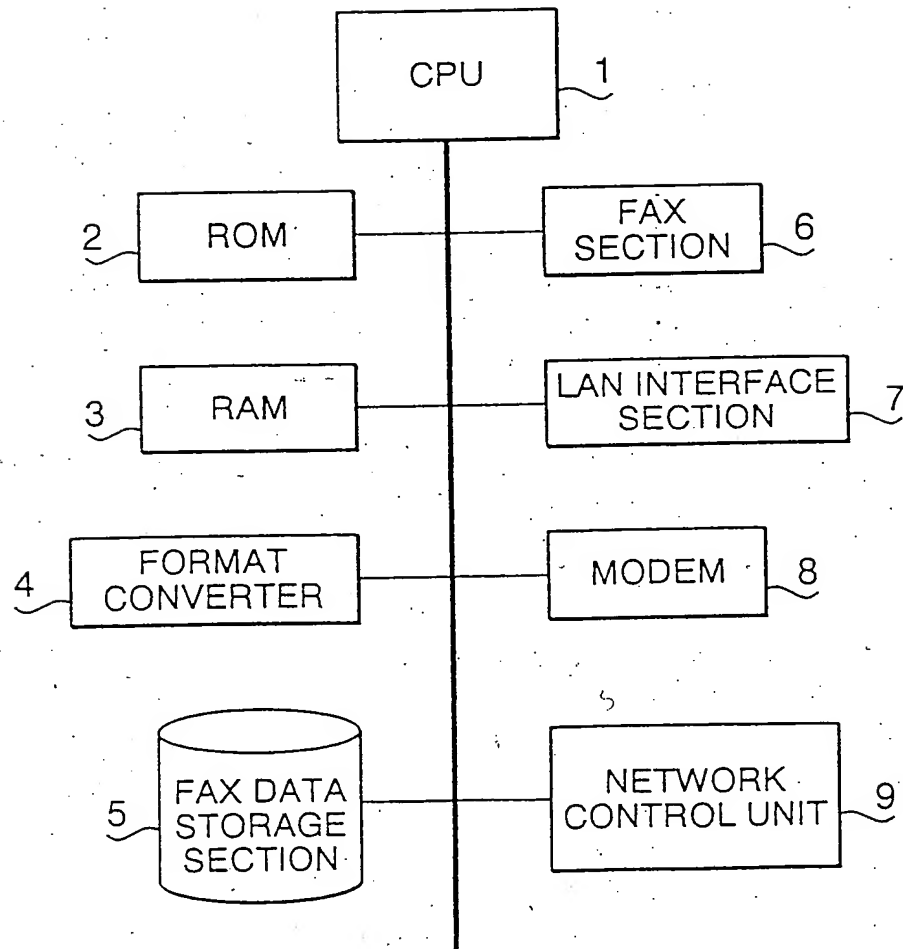 CPU
1
2
ROM
FAX
SECTION
6
3
RAM
LAN INTERFACE
SECTION
7
4
FORMAT
CONVERTER
MODEM
8
5
FAX DATA
STORAGE
SECTION
NETWORK
CONTROL UNIT
9